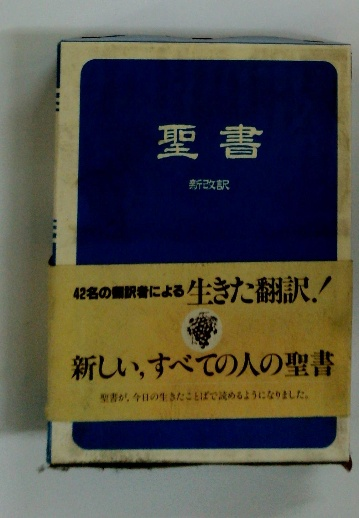 聖書
新改訳
42名の翻訳者による生きた翻訳!
新しい,すべての人の聖書
聖書が,今日の生きたことばで読めるようになりました。